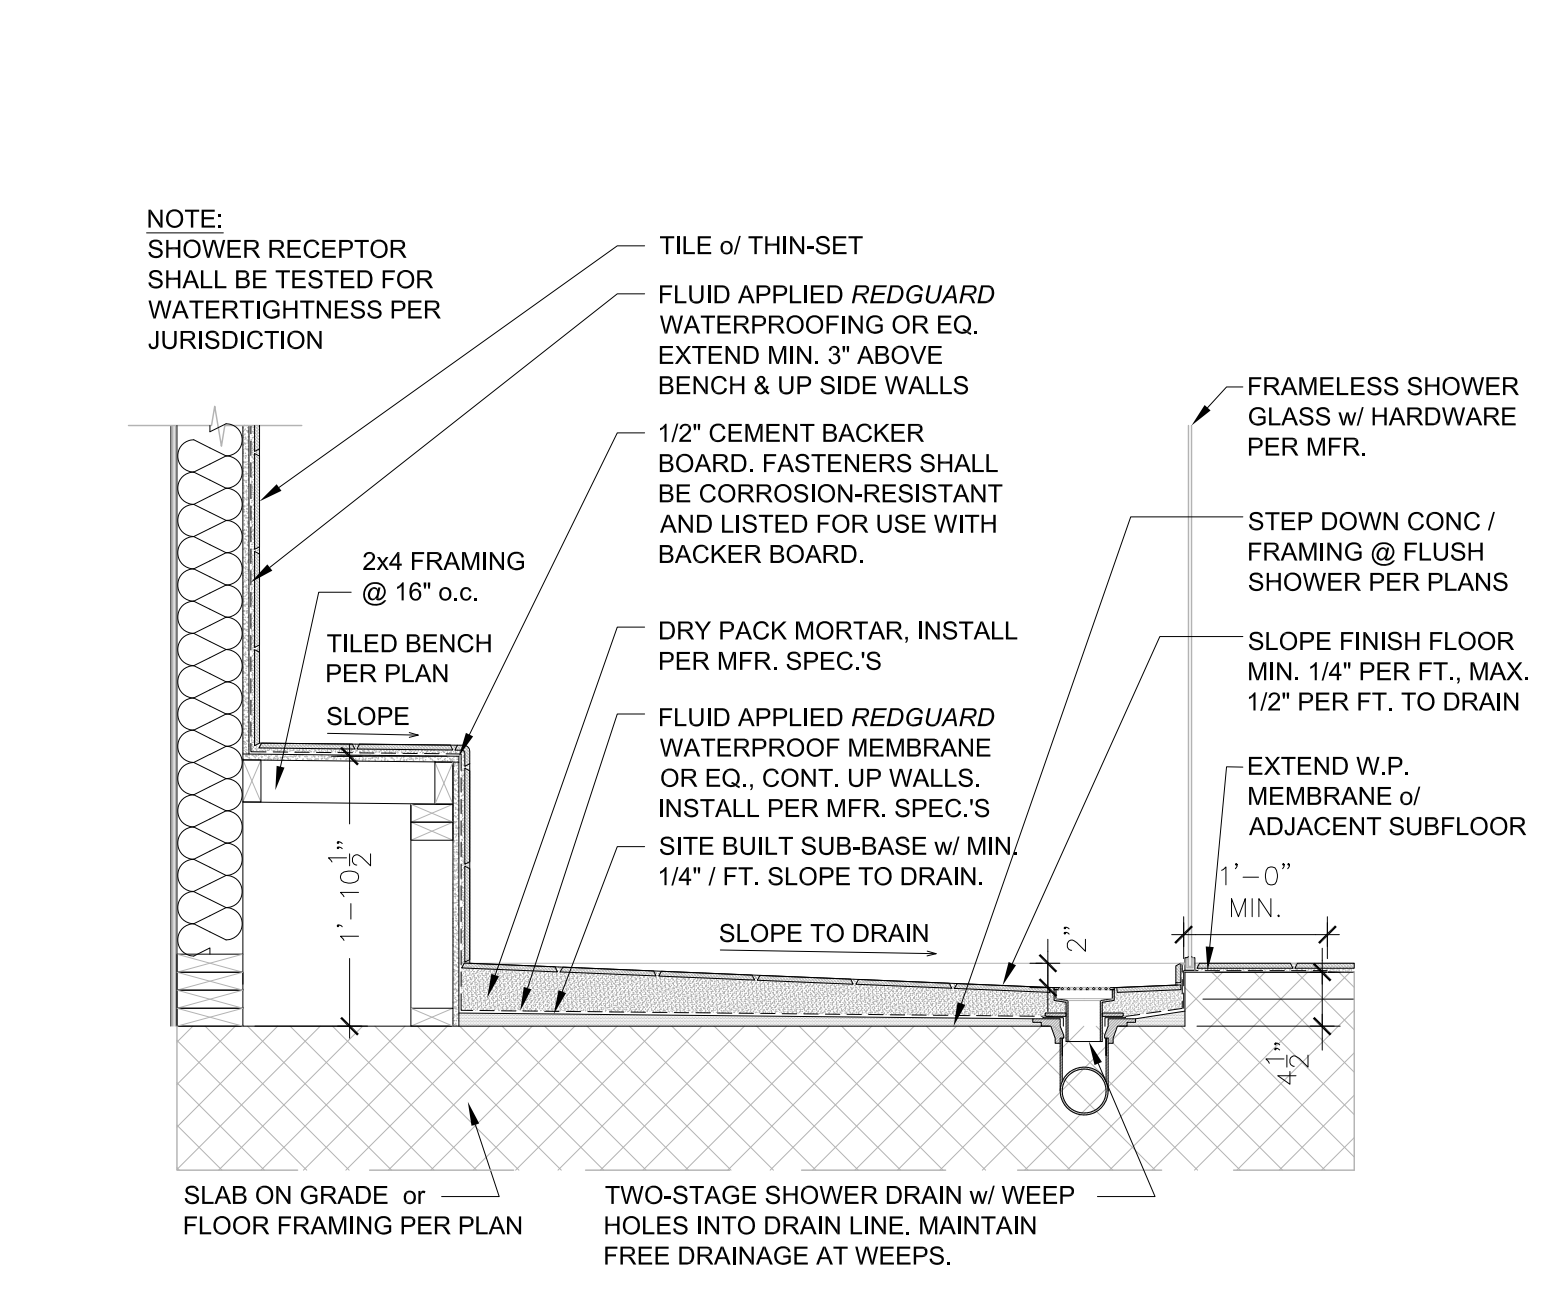 NOTE:
SHOWER RECEPTOR
SHALL BE TESTED FOR
WATERTIGHTNESS PER
JURISDICTION
TILE o/ THIN-SET
FLUID APPLIED REDGUARD
WATERPROOFING OR EQ.
EXTEND MIN. 3" ABOVE
BENCH & UP SIDE WALLS
1/2" CEMENT BACKER
BOARD. FASTENERS SHALL
BE CORROSION-RESISTANT
AND LISTED FOR USE WITH
BACKER BOARD.
2x4 FRAMING
@ 16" o.c.
TILED BENCH
PER PLAN
SLOPE
1'-10 1/2"
DRY PACK MORTAR, INSTALL
PER MFR. SPEC.'S
FLUID APPLIED REDGUARD
WATERPROOF MEMBRANE
OR EQ., CONT. UP WALLS.
INSTALL PER MFR. SPEC.'S
SITE BUILT SUB-BASE w/ MIN.
1/4" / FT. SLOPE TO DRAIN.
SLOPE TO DRAIN
2"
FRAMELESS SHOWER
GLASS w/ HARDWARE
PER MFR.
STEP DOWN CONC /
FRAMING @ FLUSH
SHOWER PER PLANS
SLOPE FINISH FLOOR
MIN. 1/4" PER FT., MAX.
1/2" PER FT. TO DRAIN
EXTEND W.P.
MEMBRANE o/
ADJACENT SUBFLOOR
1'-0"
MIN.
4 1/2"
SLAB ON GRADE or
FLOOR FRAMING PER PLAN
TWO-STAGE SHOWER DRAIN w/ WEEP
HOLES INTO DRAIN LINE. MAINTAIN
FREE DRAINAGE AT WEEPS.